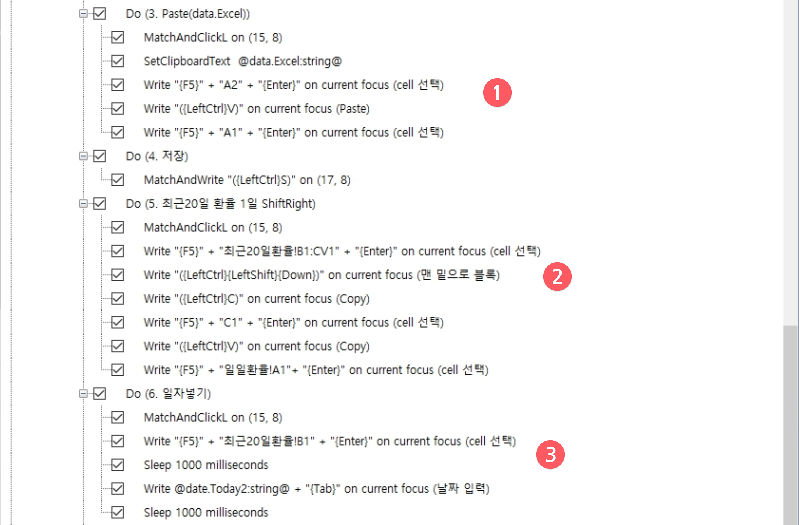 Do (3. Paste(data.Excel))
MatchAndClickL on (15, 8)
SetClipboardText @data.Excel:string@
Write "{F5}" + "A2" + "{Enter}" on current focus (cell 선택)
1
Write "({LeftCtrl}V)" on current focus (Paste)
Write "{F5}" + "A1" + "{Enter}" on current focus (cell 선택)
Do (4. 저장)
MatchAndWrite "({LeftCtrl}S)" on (17, 8)
Do (5. 최근20일 환율 1일 ShiftRight)
MatchAndClickL on (15, 8)
Write "{F5}" + "최근20일환율!B1:CV1" + "{Enter}" on current focus (cell 선택)
Write "({LeftCtrl}{LeftShift}{Down})" on current focus (맨 밑으로 블록)
2
Write "({LeftCtrl}C)" on current focus (Copy)
Write "{F5}" + "C1" + "{Enter}" on current focus (cell 선택)
Write "({LeftCtrl}V)" on current focus (Copy)
Write "{F5}" + "일일환율!A1"+ "{Enter}" on current focus (cell 선택)
Do (6. 일자넣기)
MatchAndClickL on (15, 8)
Write "{F5}" + "최근20일환율!B1" + "{Enter}" on current focus (cell 선택)
3
Sleep 1000 milliseconds
Write @date.Today2:string@ + "{Tab}" on current focus (날짜 입력)
Sleep 1000 milliseconds